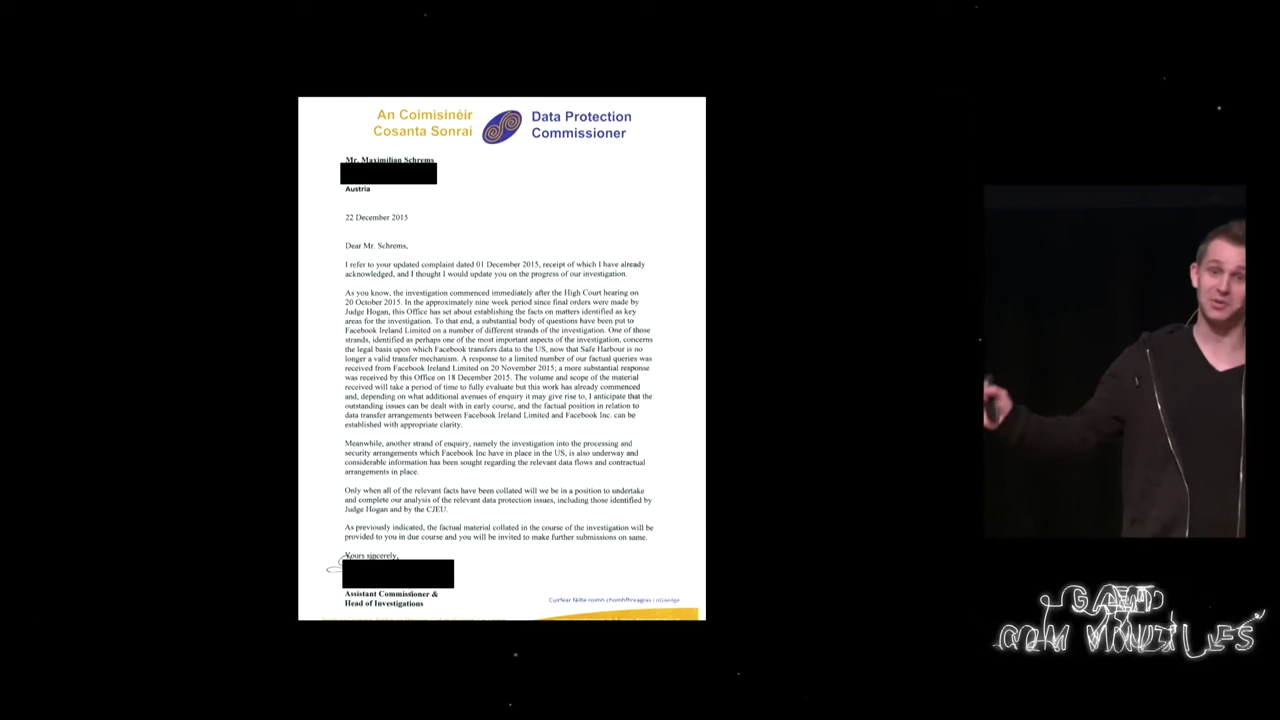 An Coimisinéir
Cosanta Sonraí
Data Protection
Commissioner
Mr. Maximilian Schrems
Austria
22 December 2015
Dear Mr. Schrems,
I refer to your updated complaint dated 01 December 2015, receipt of which I have already
acknowledged, and I thought I would update you on the progress of our investigation.
As you know, the investigation commenced immediately after the High Court hearing on
20 October 2015. In the approximately nine week period since final orders were made by
Judge Hogan, this Office has set about establishing the facts on matters identified as key
areas for the investigation. To that end, a substantial body of questions have been put to
Facebook Ireland Limited on a number of different strands of the investigation. One of those
strands, identified as perhaps one of the most important aspects of the investigation, concerns
the legal basis upon which Facebook transfers data to the US, now that Safe Harbour is no
longer a valid transfer mechanism. A response to a limited number of our factual queries was
received from Facebook Ireland Limited on 20 November 2015; a more substantial response
was received by this Office on 18 December 2015. The volume and scope of the material
received will take a period of time to fully evaluate but this work has already commenced
and, depending on what additional avenues of enquiry it may give rise to, I anticipate that the
outstanding issues can be dealt with in early course, and the factual position in relation to
data transfer arrangements between Facebook Ireland Limited and Facebook Inc. can be
established with appropriate clarity.
Meanwhile, another strand of enquiry, namely the investigation into the processing and
security arrangements which Facebook Inc have in place in the US, is also underway and
considerable information has been sought regarding the relevant data flows and contractual
arrangements in place.
Only when all of the relevant facts have been collated will we be in a position to undertake
and complete our analysis of the relevant data protection issues, including those identified by
Judge Hogan and by the CJEU.
As previously indicated, the factual material collated in the course of the investigation will be
provided to you in due course and you will be invited to make further submissions on same.
Yours sincerely,
Assistant Commissioner &
Head of Investigations
Cuirfear fáilte roimh chomhfhreagras i nGaeilge